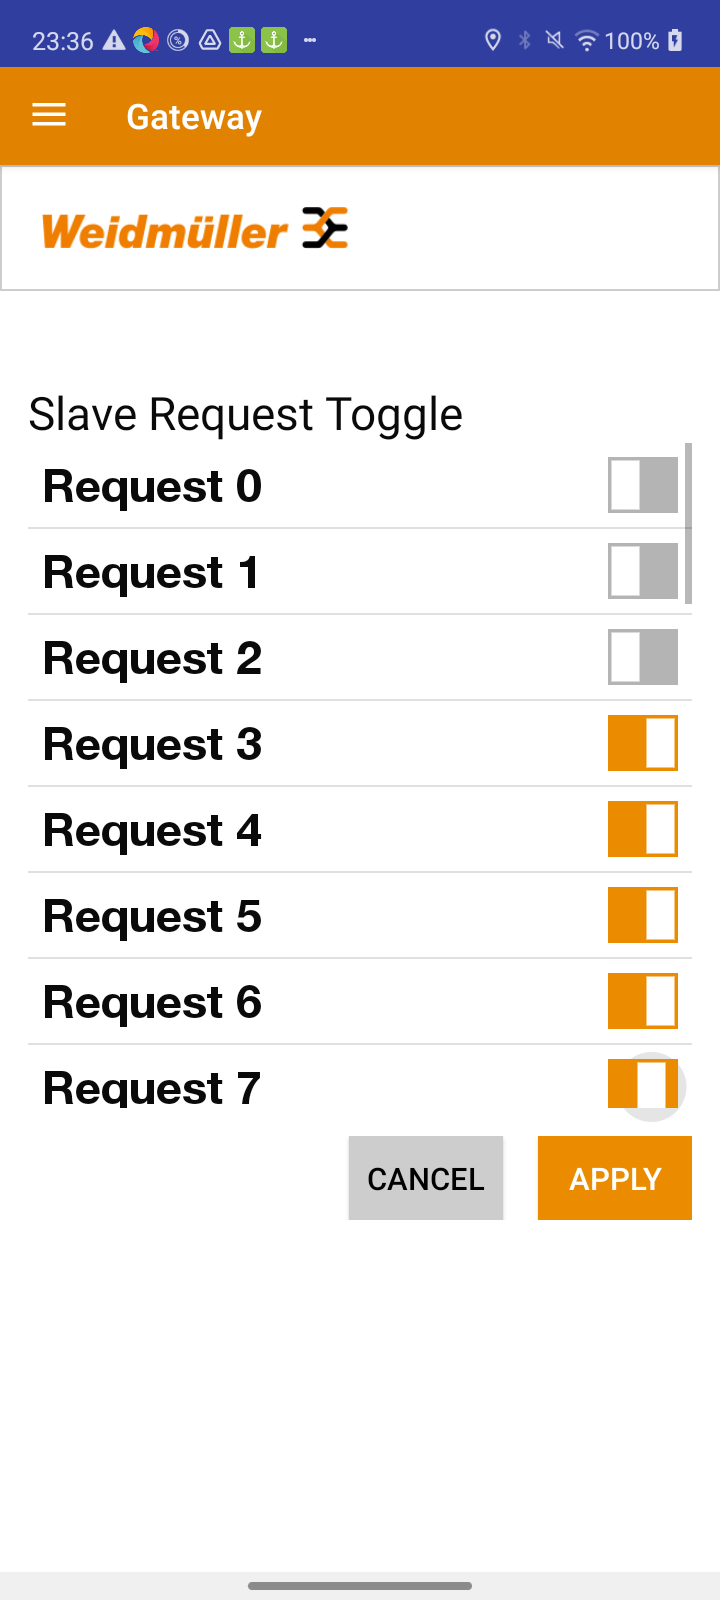 23:36
100%
Gateway
Weidmüller
Slave Request Toggle
Request 0
Request 1
Request 2
Request 3
Request 4
Request 5
Request 6
Request 7
CANCEL
APPLY